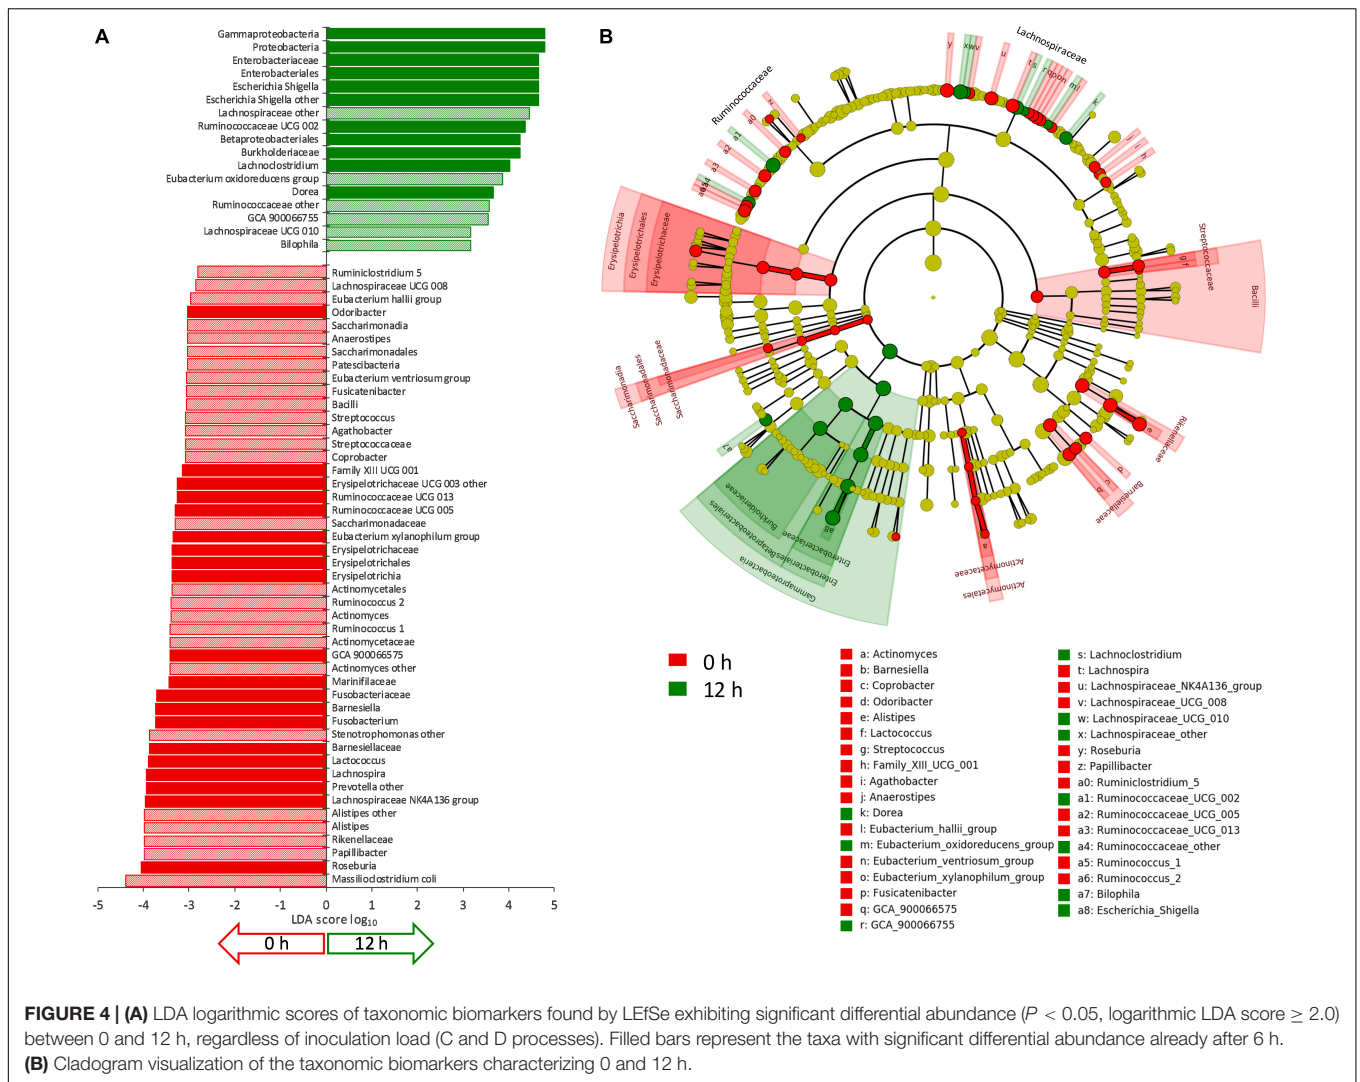 A
Gammaproteobacteria
Proteobacteria
Enterobacteriaceae
Enterobacteriales
Escherichia Shigella
Escherichia Shigella other
Lachnospiraceae other
Ruminococcaceae UCG 002
Betaproteobacteriales
Burkholderiaceae
Lachnoclostridium
Eubacterium oxidoreducens group
Dorea
Ruminococcaceae other
GCA 900066755
Lachnospiraceae UCG 010
Bilophila
Ruminiclostridium 5
Lachnospiraceae UCG 008
Eubacterium hallii group
Odoribacter
Saccharimonadia
Anaerostipes
Saccharimonadales
Patescibacteria
Eubacterium ventriosum group
Fusicatenibacter
Bacilli
Streptococcus
Agathobacter
Streptococcaceae
Coprobacter
Family XIII UCG 001
Erysipelotrichaceae UCG 003 other
Ruminococcaceae UCG 013
Ruminococcaceae UCG 005
Saccharimonadaceae
Eubacterium xylanophilum group
Erysipelotrichaceae
Erysipelotrichales
Erysipelotrichia
Actinomycetales
Ruminococcus 2
Actinomyces
Ruminococcus 1
Actinomycetaceae
GCA 900066575
Actinomyces other
Marinifilaceae
Fusobacteriaceae
Barnesiella
Fusobacterium
Stenotrophomonas other
Barnesiellaceae
Lactococcus
Lachnospira
Prevotella other
Lachnospiraceae NK4A136 group
Alistipes other
Alistipes
Rikenellaceae
Papillibacter
Roseburia
Massilioclostridium coli
-5 -4 -3 -2 -1 0 1 2 3 4 5
LDA score log10
0 h
12 h
B
Lachnospiraceae
Ruminococcaceae
y
x w v
u
t s
r q p o n
m l
k
j
i
h
z
a0
a1
a2
a3
a4
Erysipelotrichia
Erysipelotrichales
Erysipelotrichaceae
Streptococcaceae
g f
Bacilli
Saccharimonadia
Saccharimonadales
Saccharimonadaceae
Rikenellaceae
e
d
c
b
Barnesiellaceae
a
Actinomycetaceae
Actinomycetales
a7
a8
Burkholderiaceae
Betaproteobacteriales
Enterobacteriaceae
Enterobacteriales
Gammaproteobacteria
0 h
12 h
a: Actinomyces
b: Barnesiella
c: Coprobacter
d: Odoribacter
e: Alistipes
f: Lactococcus
g: Streptococcus
h: Family_XIII_UCG_001
i: Agathobacter
j: Anaerostipes
k: Dorea
l: Eubacterium_hallii_group
m: Eubacterium_oxidoreducens_group
n: Eubacterium_ventriosum_group
o: Eubacterium_xylanophilum_group
p: Fusicatenibacter
q: GCA_900066575
r: GCA_900066755
s: Lachnoclostridium
t: Lachnospira
u: Lachnospiraceae_NK4A136_group
v: Lachnospiraceae_UCG_008
w: Lachnospiraceae_UCG_010
x: Lachnospiraceae_other
y: Roseburia
z: Papillibacter
a0: Ruminiclostridium_5
a1: Ruminococcaceae_UCG_002
a2: Ruminococcaceae_UCG_005
a3: Ruminococcaceae_UCG_013
a4: Ruminococcaceae_other
a5: Ruminococcus_1
a6: Ruminococcus_2
a7: Bilophila
a8: Escherichia_Shigella
FIGURE 4 | (A) LDA logarithmic scores of taxonomic biomarkers found by LEfSe exhibiting significant differential abundance (P < 0.05, logarithmic LDA score ≥ 2.0)
between 0 and 12 h, regardless of inoculation load (C and D processes). Filled bars represent the taxa with significant differential abundance already after 6 h.
(B) Cladogram visualization of the taxonomic biomarkers characterizing 0 and 12 h.